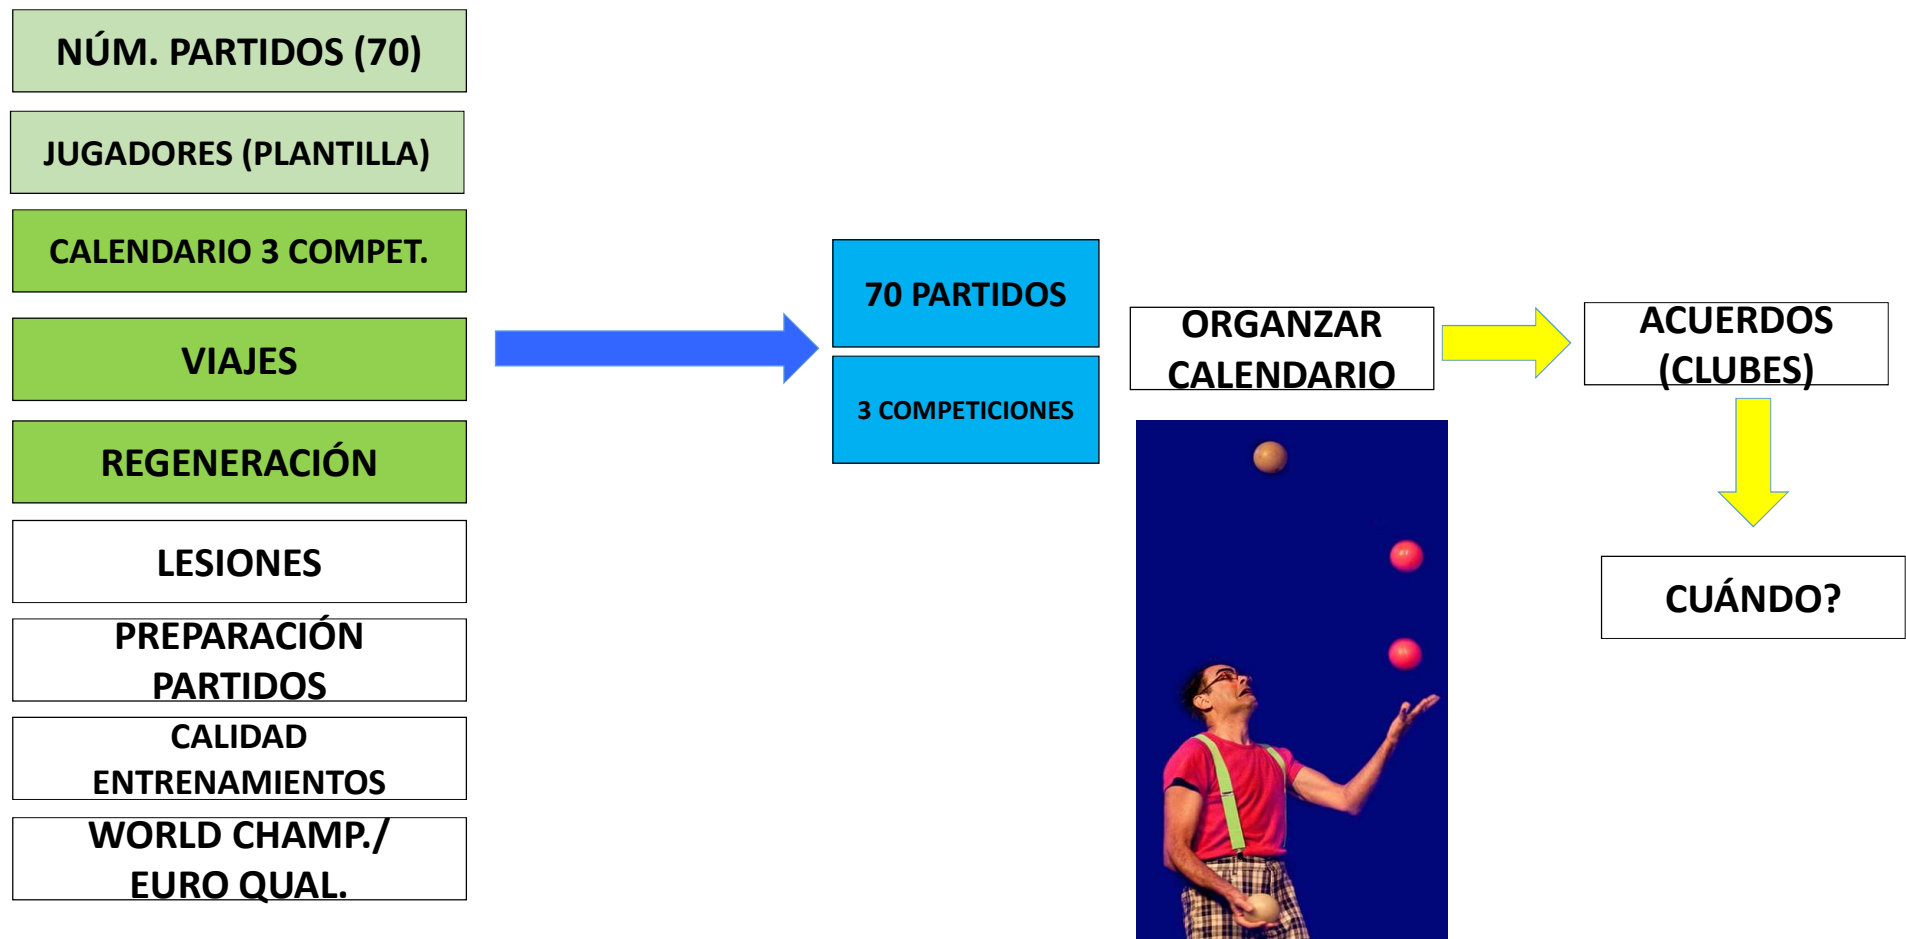 NÚM. PARTIDOS (70)
JUGADORES (PLANTILLA)
CALENDARIO 3 COMPET.
VIAJES
REGENERACIÓN
LESIONES
PREPARACIÓN
PARTIDOS
CALIDAD
ENTRENAMIENTOS
WORLD CHAMP./
EURO QUAL.
70 PARTIDOS
3 COMPETICIONES
ORGANZAR
CALENDARIO
ACUERDOS
(CLUBES)
CUÁNDO?